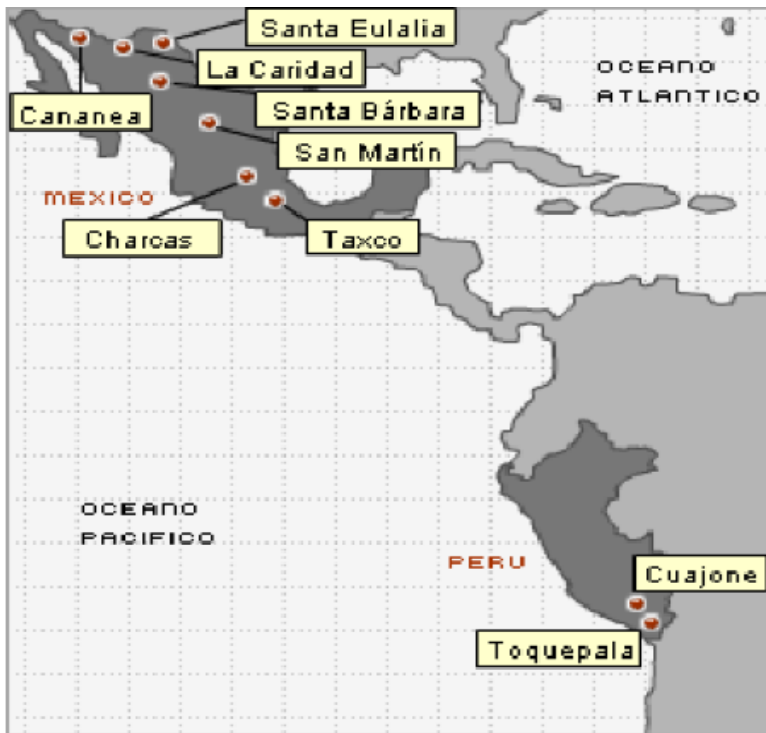 Santa Eulalia
La Caridad
OCEANO
ATLANTICO
Cananea
Santa Bárbara
San Martín
MEXICO
Charcas
Taxco
OCEANO
PACIFICO
PERU
Cuajone
Toquepala